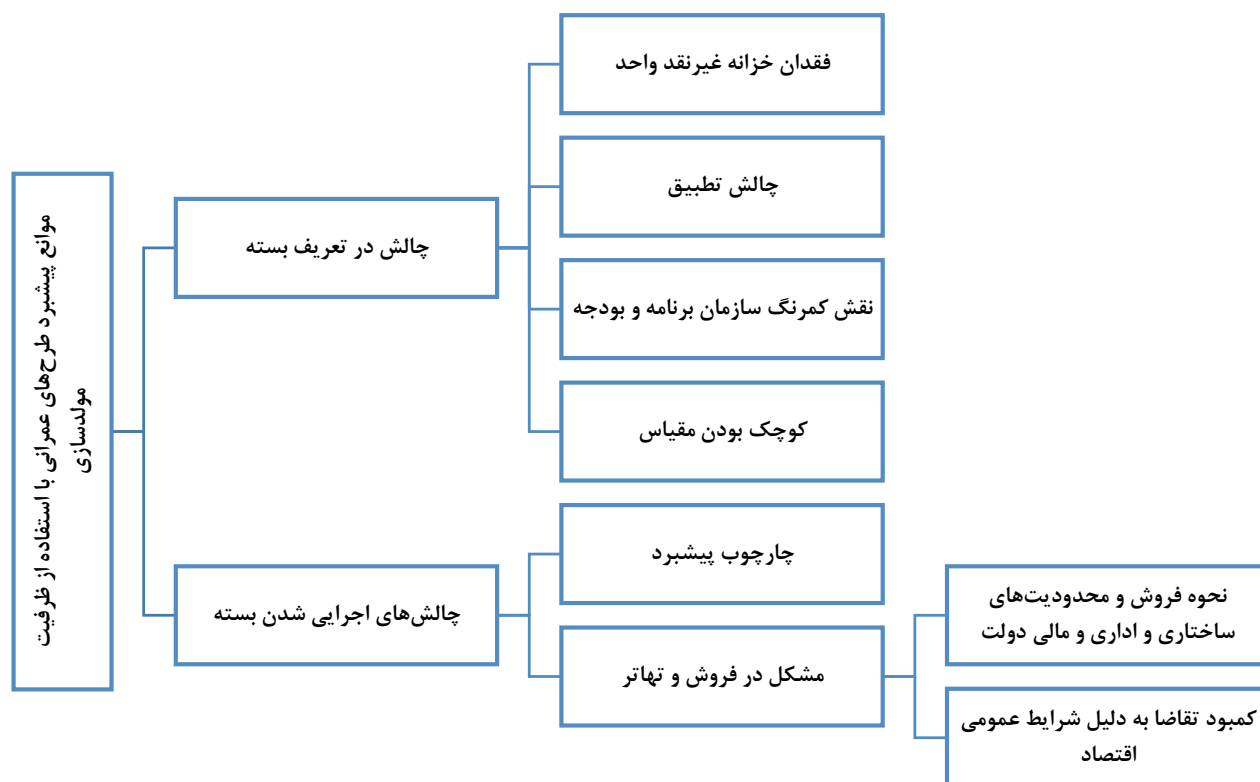 موانع پیشبرد طرح‌های عمرانی با استفاده از ظرفیت
مولدسازی
چالش در تعریف بسته
فقدان خزانه غیرنقد واحد
چالش تطبیق
نقش کمرنگ سازمان برنامه و بودجه
کوچک بودن مقیاس
چالش‌های اجرایی شدن بسته
چارچوب پیشبرد
مشکل در فروش و تهاتر
نحوه فروش و محدودیت‌های
ساختاری و اداری و مالی دولت
کمبود تقاضا به دلیل شرایط عمومی
اقتصاد